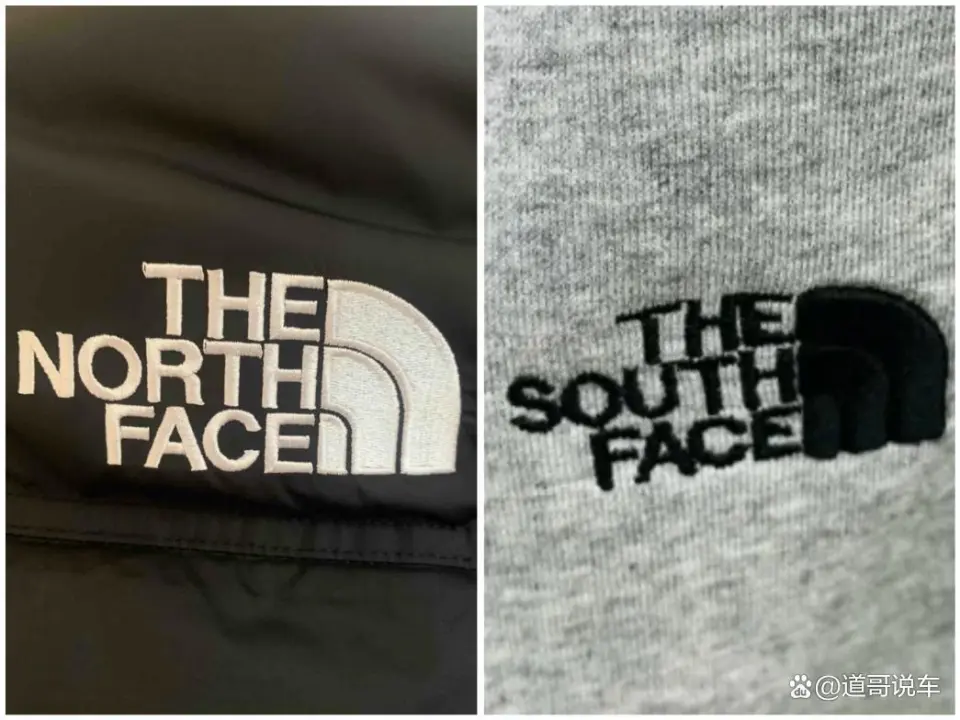 THE
NORTH
FACE
THE
SOUTH
FACE
@道哥说车